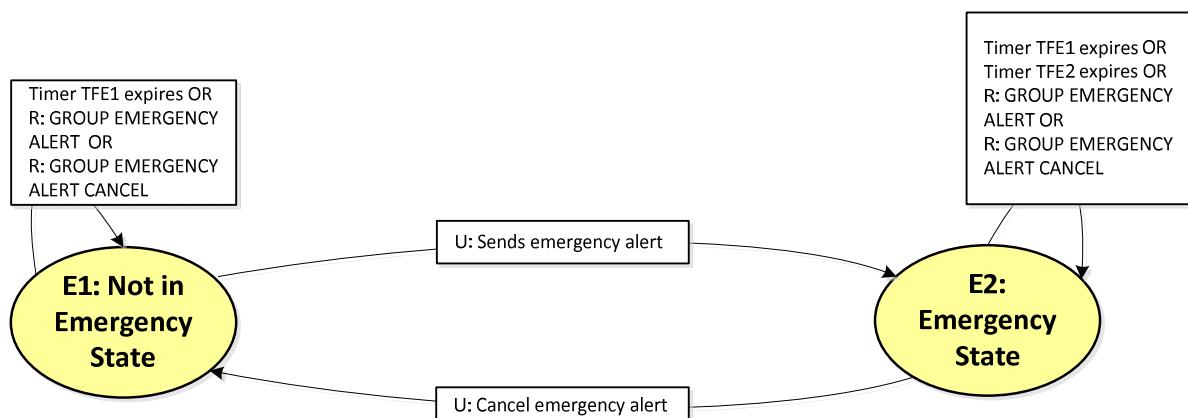 Timer TFE1 expires OR
R: GROUP EMERGENCY
ALERT OR
R: GROUP EMERGENCY
ALERT CANCEL
Timer TFE1 expires OR
Timer TFE2 expires OR
R: GROUP EMERGENCY
ALERT OR
R: GROUP EMERGENCY
ALERT CANCEL
U: Sends emergency alert
E1: Not in
Emergency
State
E2:
Emergency
State
U: Cancel emergency alert